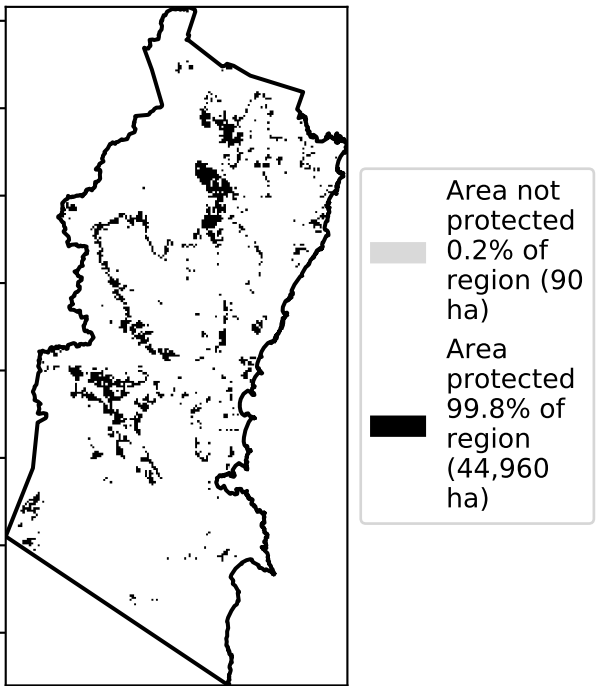 Area not
protected
0.2% of
region (90
ha)
Area
protected
99.8% of
region
(44,960
ha)